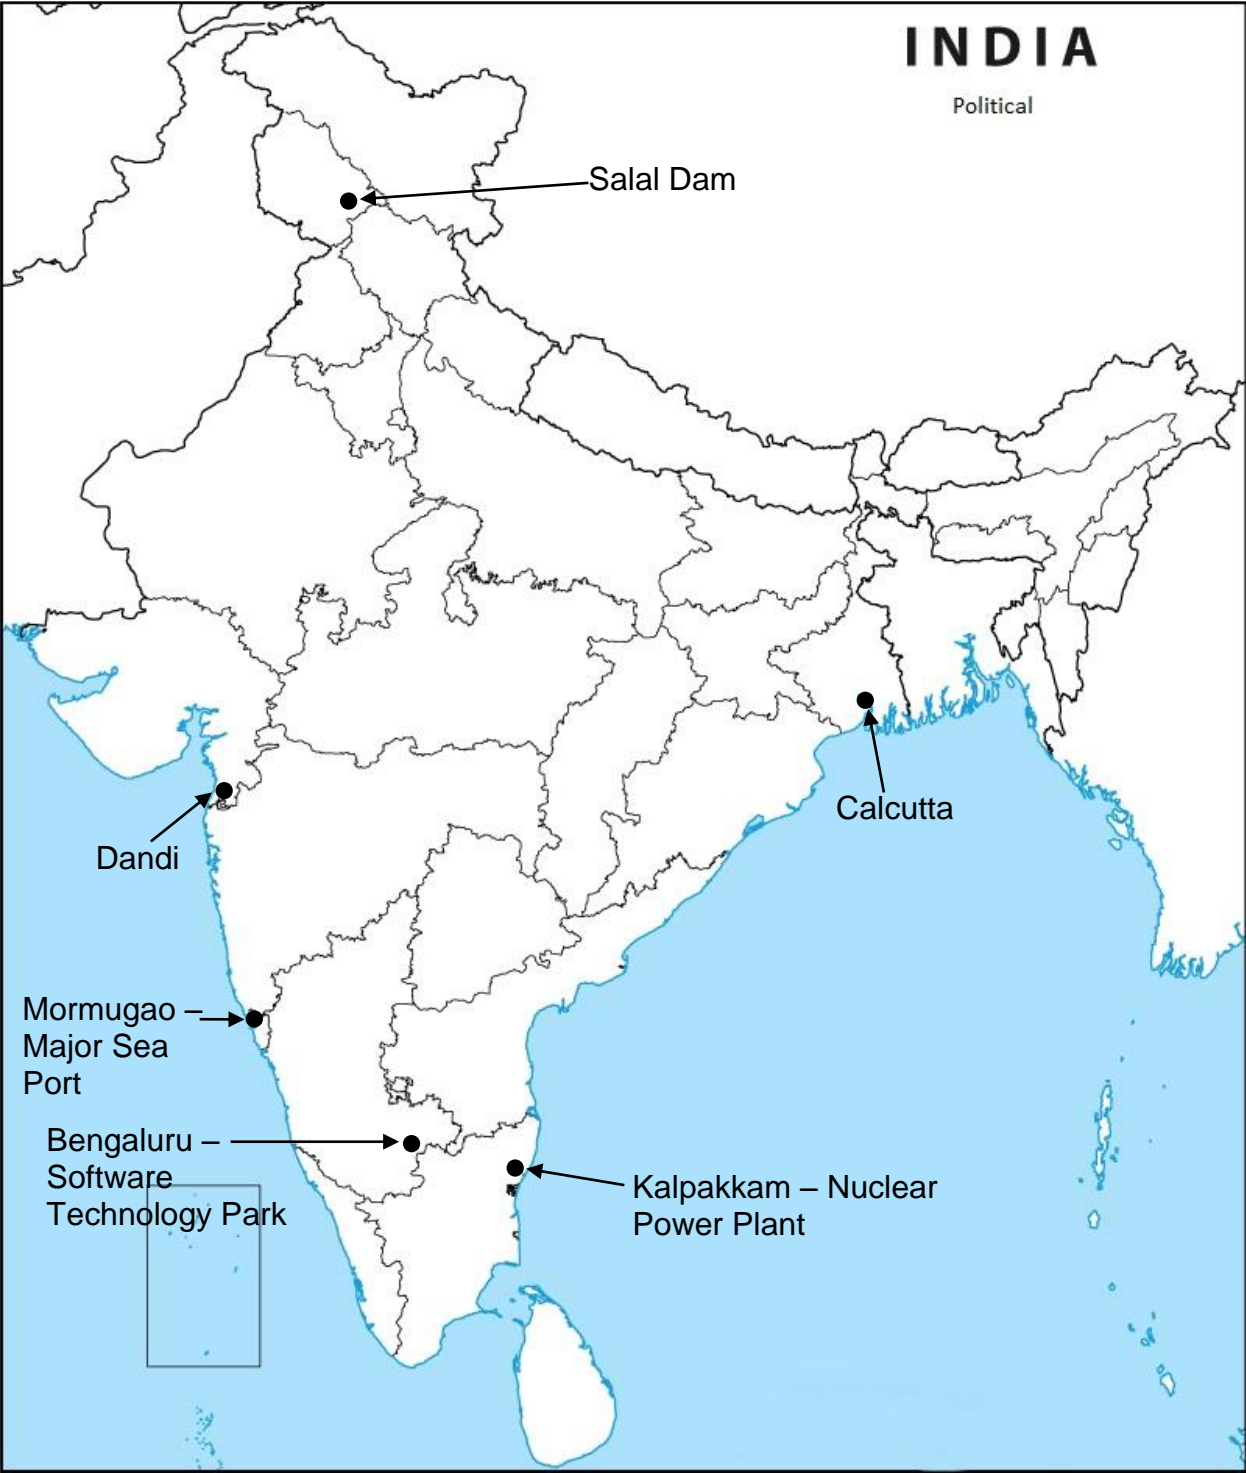 INDIA
Political
Salal Dam
Calcutta
Dandi
Mormugao –
Major Sea
Port
Bengaluru –
Software
Technology Park
Kalpakkam – Nuclear
Power Plant